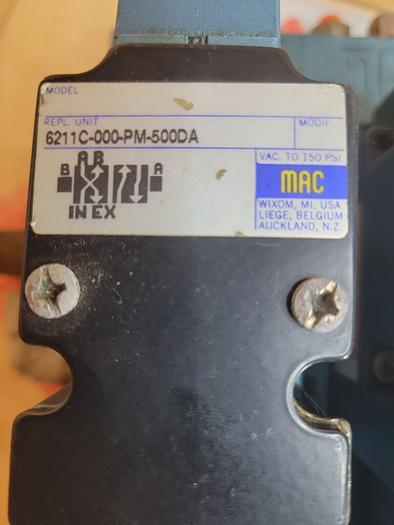 MODEL
REPL. UNIT
MODIF
6211C-000-PM-500DA
VAC. TO 150 PSI
A B
B A
IN EX
MAC
WIXOM, MI. USA
LIEGE, BELGIUM
AUCKLAND, N.Z.